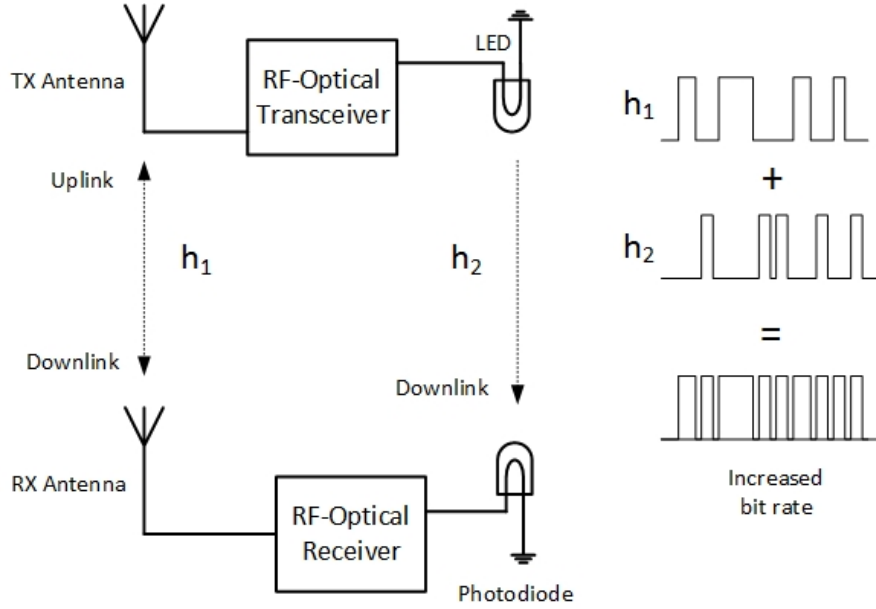 LED
TX Antenna
RF-Optical
Transceiver
h₁
Uplink
+
h₁
h₂
h₂
=
Downlink
Downlink
RX Antenna
RF-Optical
Receiver
Increased
bit rate
Photodiode